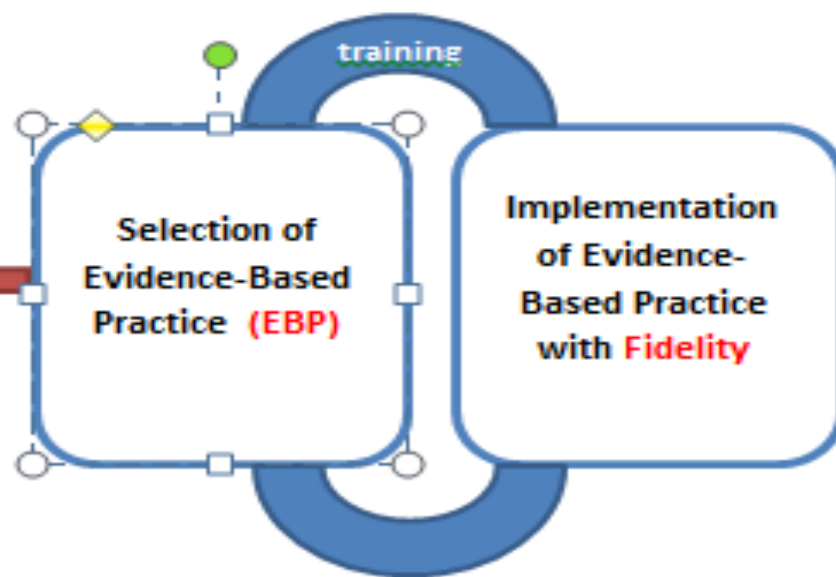 training
Selection of
Evidence-Based
Practice (EBP)
Implementation
of Evidence-
Based Practice
with Fidelity